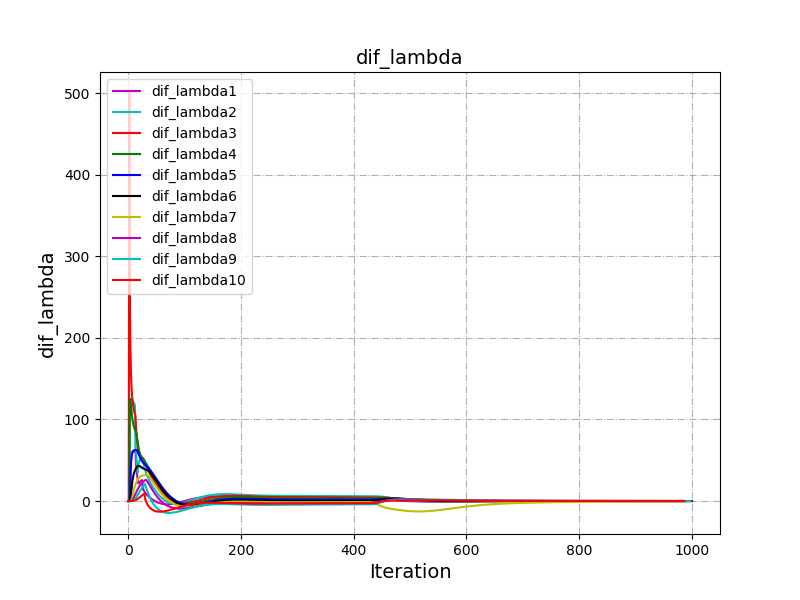 dif_lambda
500
400
300
200
100
0
dif_lambda
dif_lambda1
dif_lambda2
dif_lambda3
dif_lambda4
dif_lambda5
dif_lambda6
dif_lambda7
dif_lambda8
dif_lambda9
dif_lambda10
0 200 400 600 800 1000
Iteration